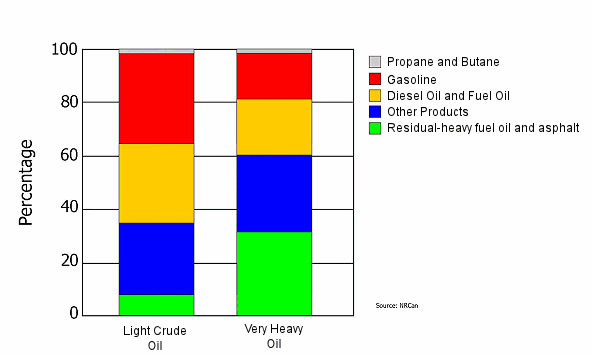 100
80
60
40
20
0
Percentage
Light Crude
Oil
Very Heavy
Oil
Propane and Butane
Gasoline
Diesel Oil and Fuel Oil
Other Products
Residual-heavy fuel oil and asphalt
Source: NRCan